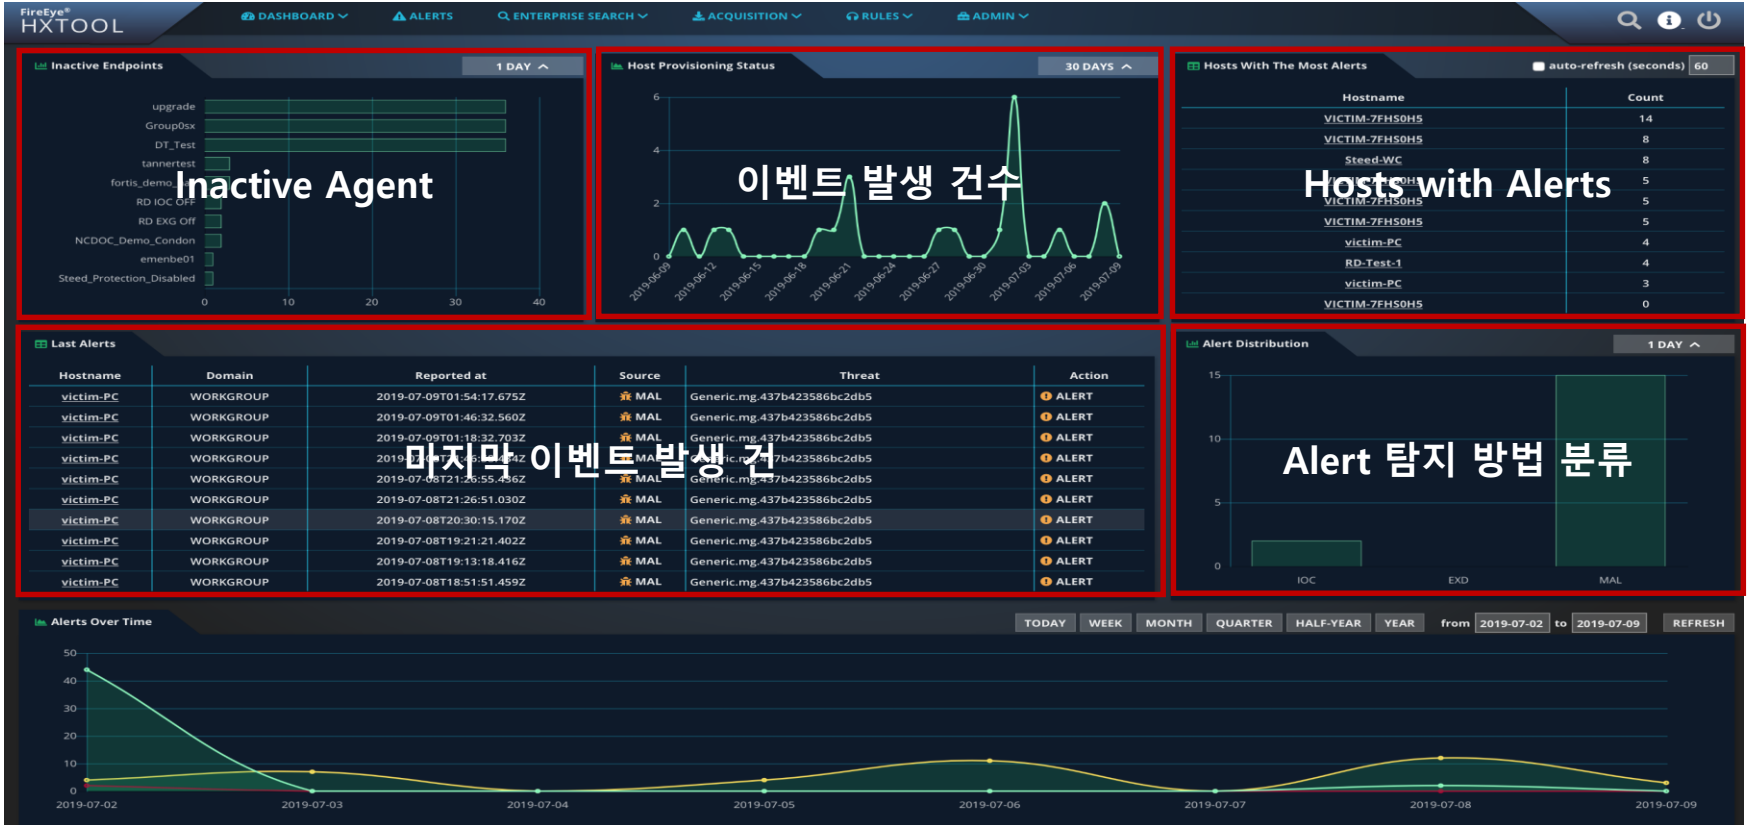 FireEye®
HXTOOL
DASHBOARD
ALERTS
ENTERPRISE SEARCH
ACQUISITION
RULES
ADMIN
Inactive Endpoints
1 DAY
upgrade
Group0sx
DT_Test
tannertest
fortis_demo
RD IOC OFF
RD EXG Off
NCDOC_Demo_Condon
emenbe01
Steed_Protection_Disabled
0 10 20 30 40
Inactive Agent
Host Provisioning Status
30 DAYS
6
4
2
0
2019-06-09 2019-06-12 2019-06-15 2019-06-18 2019-06-21 2019-06-24 2019-06-27 2019-06-30 2019-07-03 2019-07-06 2019-07-09
이벤트 발생 건수
Hosts With The Most Alerts
auto-refresh (seconds) 60
Hostname Count
VICTIM-7FHS0H5 14
VICTIM-7FHS0H5 8
Steed-WC 8
5
VICTIM-7FHS0H5 5
VICTIM-7FHS0H5 5
victim-PC 4
RD-Test-1 4
victim-PC 3
VICTIM-7FHS0H5 0
Hosts with Alerts
Last Alerts
Hostname Domain Reported at Source Threat Action
victim-PC WORKGROUP 2019-07-09T01:54:17.675Z MAL Generic.mg.437b423586bc2db5 ALERT
victim-PC WORKGROUP 2019-07-09T01:46:32.560Z MAL Generic.mg.437b423586bc2db5 ALERT
victim-PC WORKGROUP 2019-07-09T01:18:32.703Z MAL Generic.mg.437b423586bc2db5 ALERT
victim-PC WORKGROUP MAL ALERT
victim-PC WORKGROUP 2019-07-08T21:26:55.436Z MAL Generic.mg.437b423586bc2db5 ALERT
victim-PC WORKGROUP 2019-07-08T21:26:51.030Z MAL Generic.mg.437b423586bc2db5 ALERT
victim-PC WORKGROUP 2019-07-08T20:30:15.170Z MAL Generic.mg.437b423586bc2db5 ALERT
victim-PC WORKGROUP 2019-07-08T19:21:21.402Z MAL Generic.mg.437b423586bc2db5 ALERT
victim-PC WORKGROUP 2019-07-08T19:13:18.416Z MAL Generic.mg.437b423586bc2db5 ALERT
victim-PC WORKGROUP 2019-07-08T18:51:51.459Z MAL Generic.mg.437b423586bc2db5 ALERT
마지막 이벤트 발생 건
Alert Distribution
1 DAY
15
10
5
0
IOC EXD MAL
Alert 탐지 방법 분류
Alerts Over Time
TODAY WEEK MONTH QUARTER HALF-YEAR YEAR from 2019-07-02 to 2019-07-09 REFRESH
50
40
30
20
10
0
2019-07-02 2019-07-03 2019-07-04 2019-07-05 2019-07-06 2019-07-07 2019-07-08 2019-07-09